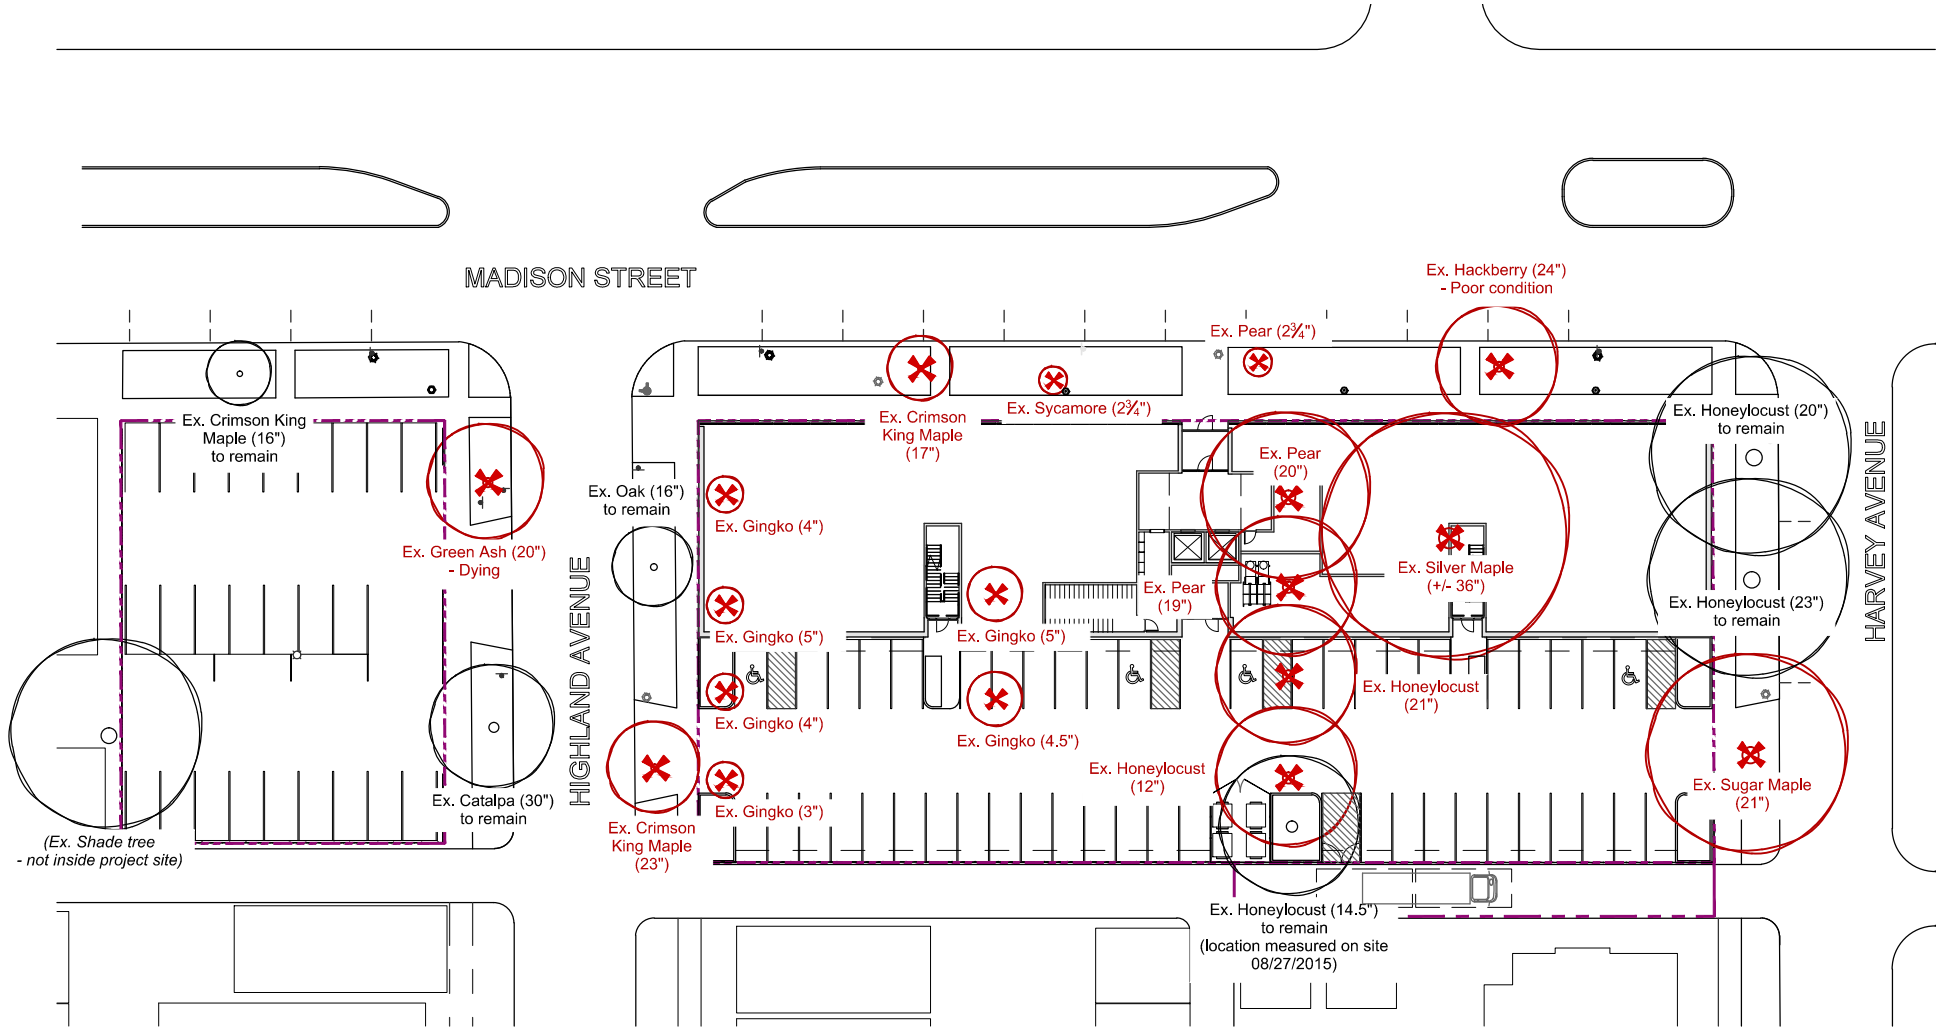 MADISON STREET
Ex. Hackberry (24")
- Poor condition
Ex. Pear (2¾")
Ex. Crimson King
Maple (16")
to remain
Ex. Crimson
King Maple
(17")
Ex. Sycamore (2¾")
Ex. Honeylocust (20")
to remain
Ex. Pear
(20")
Ex. Oak (16")
to remain
Ex. Gingko (4")
Ex. Green Ash (20")
- Dying
HIGHLAND AVENUE
HARVEY AVENUE
Ex. Silver Maple
(+/- 36")
Ex. Pear
(19")
Ex. Honeylocust (23")
to remain
Ex. Gingko (5")
Ex. Gingko (5")
Ex. Honeylocust
(21")
Ex. Gingko (4")
Ex. Gingko (4.5")
Ex. Honeylocust
(12")
Ex. Sugar Maple
(21")
Ex. Catalpa (30")
to remain
Ex. Gingko (3")
Ex. Crimson
King Maple
(23")
(Ex. Shade tree
- not inside project site)
Ex. Honeylocust (14.5")
to remain
(location measured on site
08/27/2015)